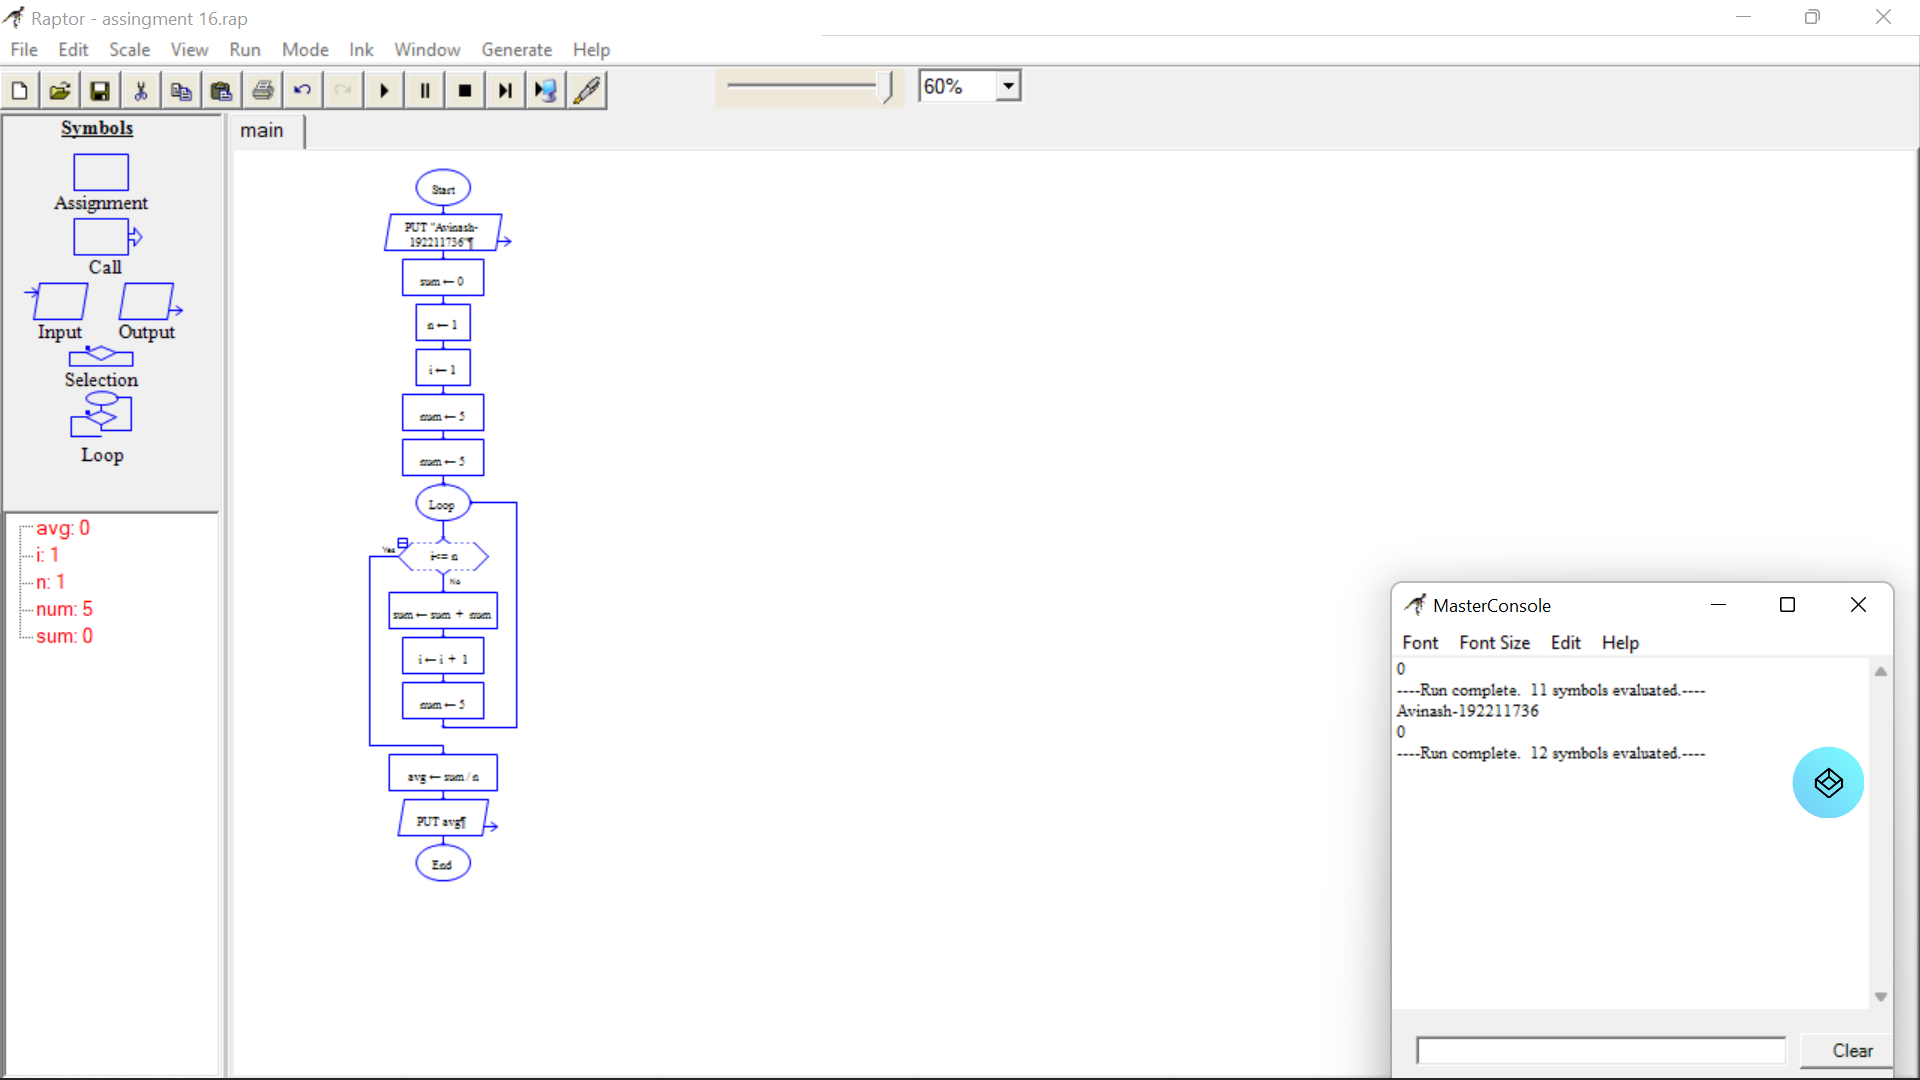 Raptor - assingment 16.rap
File Edit Scale View Run Mode Ink Window Generate Help
60%
Symbols
Assignment
Call
Input Output
Selection
Loop
avg: 0
i: 1
n: 1
num: 5
sum: 0
main
Start
PUT "Avinash-
192211736"¶
sum ← 0
n ← 1
i ← 1
num ← 5
num ← 5
Loop
Yes
i<= n
No
sum ← sum + num
i ← i + 1
num ← 5
avg ← sum / n
PUT avg¶
End
MasterConsole
Font Font Size Edit Help
0
----Run complete. 11 symbols evaluated.----
Avinash-192211736
0
----Run complete. 12 symbols evaluated.----
Clear